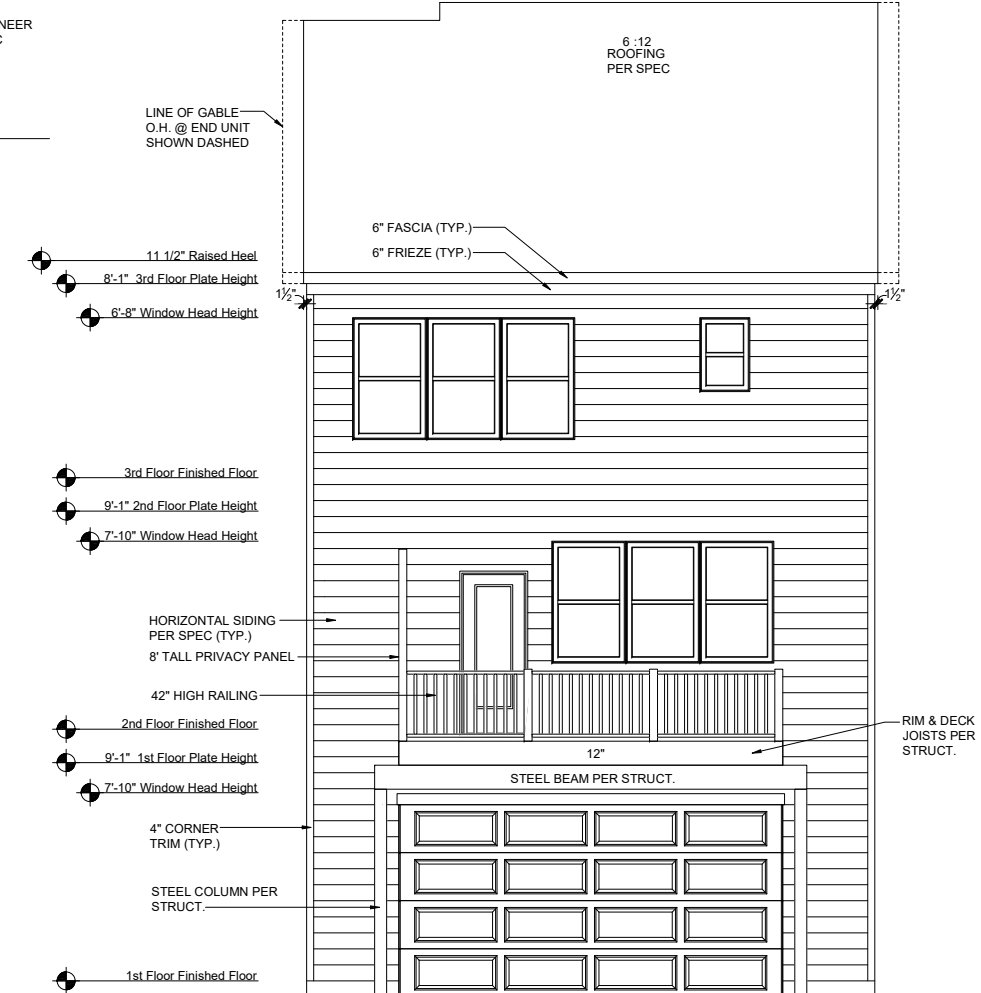 NEER
C
6 :12
ROOFING
PER SPEC
LINE OF GABLE
O.H. @ END UNIT
SHOWN DASHED
6" FASCIA (TYP.)
6" FRIEZE (TYP.)
11 1/2" Raised Heel
8'-1" 3rd Floor Plate Height
1½"
1½"
6'-8" Window Head Height
3rd Floor Finished Floor
9'-1" 2nd Floor Plate Height
7'-10" Window Head Height
HORIZONTAL SIDING
PER SPEC (TYP.)
8' TALL PRIVACY PANEL
42" HIGH RAILING
2nd Floor Finished Floor
RIM & DECK
JOISTS PER
STRUCT.
12"
9'-1" 1st Floor Plate Height
STEEL BEAM PER STRUCT.
7'-10" Window Head Height
4" CORNER
TRIM (TYP.)
STEEL COLUMN PER
STRUCT.
1st Floor Finished Floor